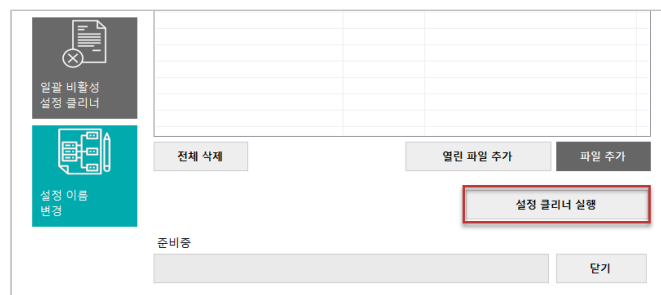 일괄 비활성
설정 클리너
전체 삭제
열린 파일 추가
파일 추가
설정 이름
변경
설정 클리너 실행
준비중
닫기